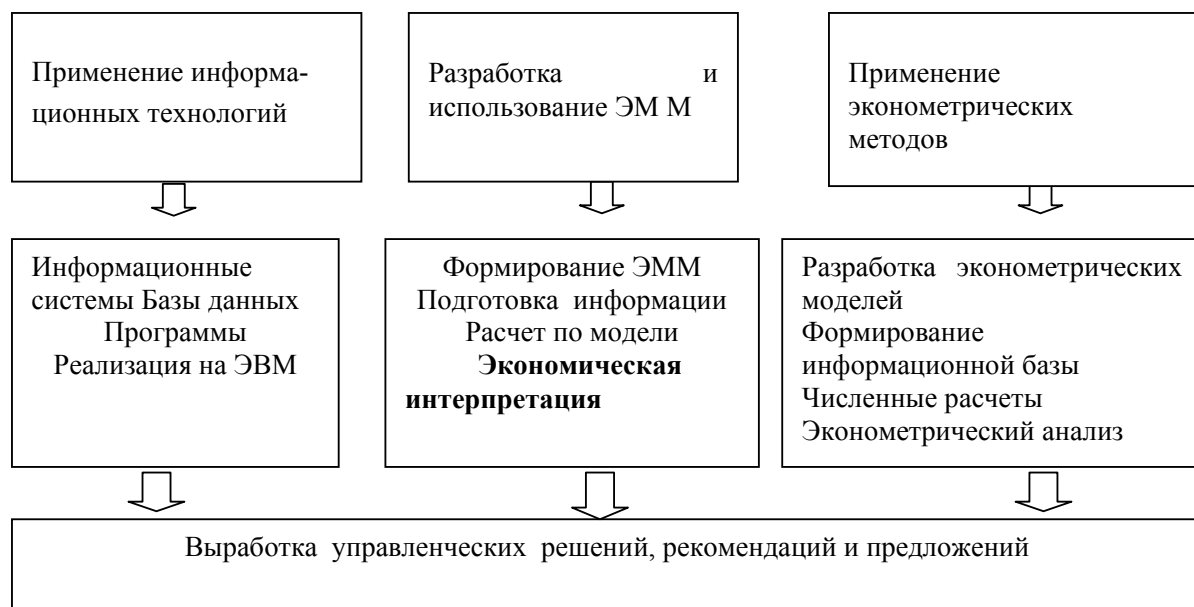 Применение информа-
ционных технологий
Разработка и
использование ЭМ М
Применение
эконометрических
методов
Информационные
системы Базы данных
Программы
Реализация на ЭВМ
Формирование ЭММ
Подготовка информации
Расчет по модели
Экономическая
интерпретация
Разработка эконометрических
моделей
Формирование
информационной базы
Численные расчеты
Эконометрический анализ
Выработка управленческих решений, рекомендаций и предложений